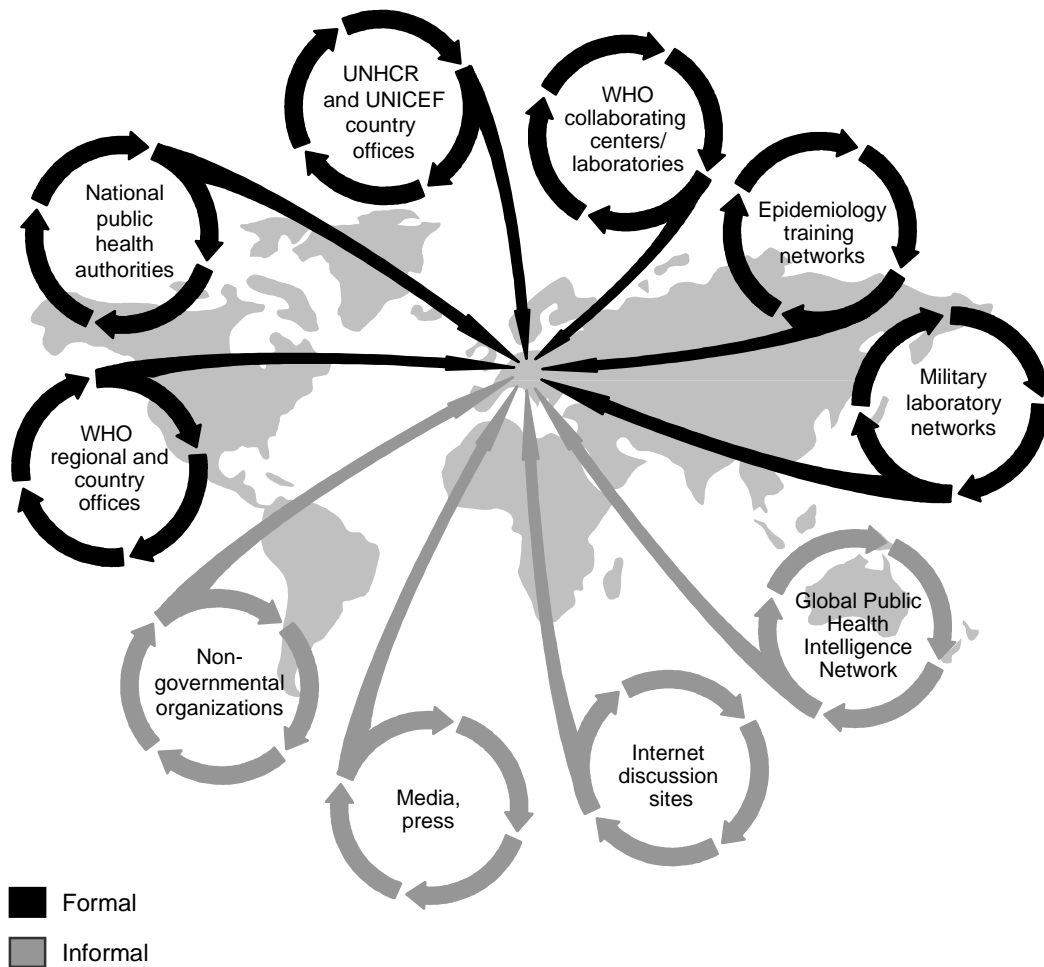 UNHCR
and UNICEF
country
offices
WHO
collaborating
centers/
laboratories
National
public
health
authorities
Epidemiology
training
networks
Military
laboratory
networks
WHO
regional and
country
offices
Global Public
Health
Intelligence
Network
Non-
governmental
organizations
Internet
discussion
sites
Media,
press
Formal
Informal